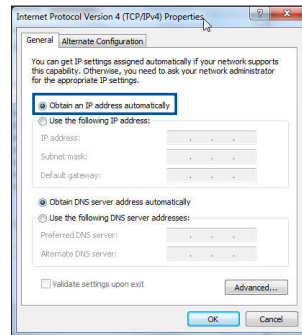 Internet Protocol Version 4 (TCP/IPv4) Properties
General
Alternate Configuration
You can get IP settings assigned automatically if your network supports
this capability. Otherwise, you need to ask your network administrator
for the appropriate IP settings.
Obtain an IP address automatically
Use the following IP address:
IP address:
Subnet mask:
Default gateway:
Obtain DNS server address automatically
Use the following DNS server addresses:
Preferred DNS server:
Alternate DNS server:
Validate settings upon exit
Advanced...
OK
Cancel